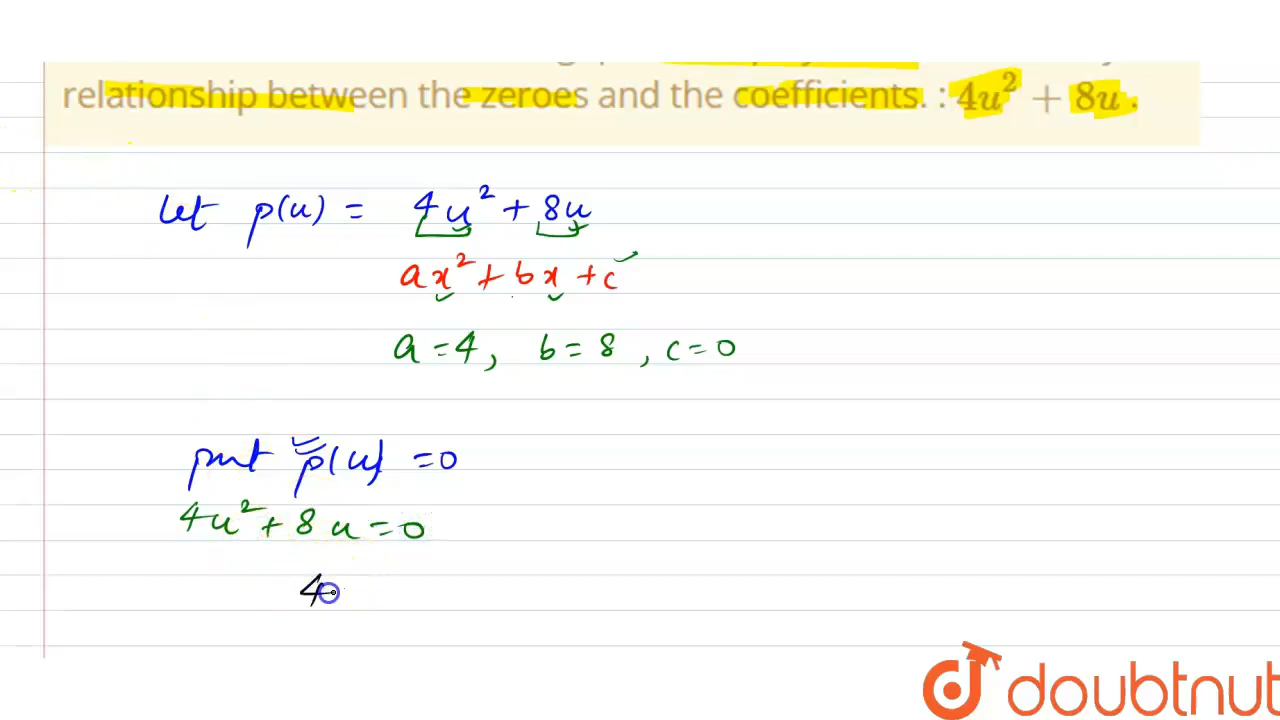 relationship between the zeroes and the coefficients. : 4u² + 8u .
let p(u) = 4u² + 8u
ax² + bx + c
a = 4, b = 8, c = 0
put p(u) = 0
4u² + 8u = 0
4
doubtnut